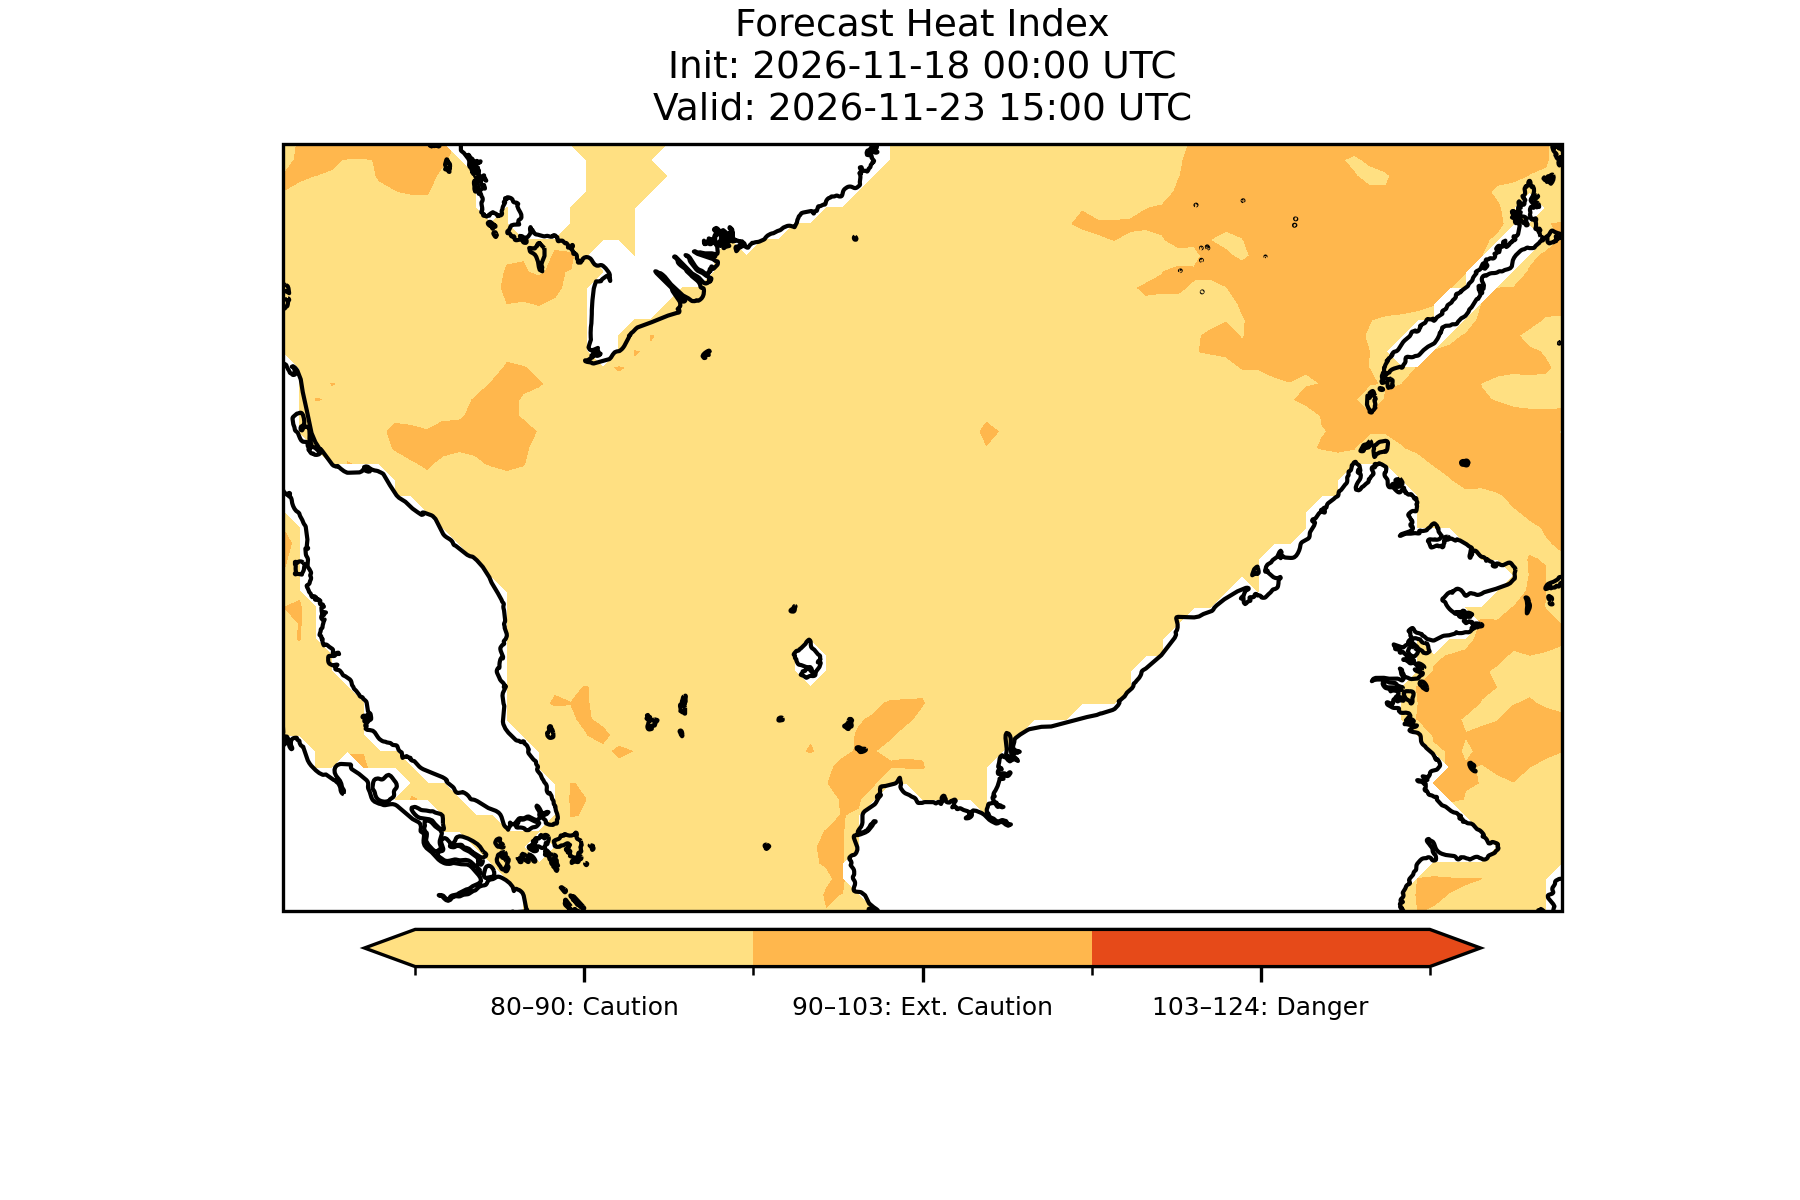 Forecast Heat Index
Init: 2026-11-18 00:00 UTC
Valid: 2026-11-23 15:00 UTC
80–90: Caution
90–103: Ext. Caution
103–124: Danger